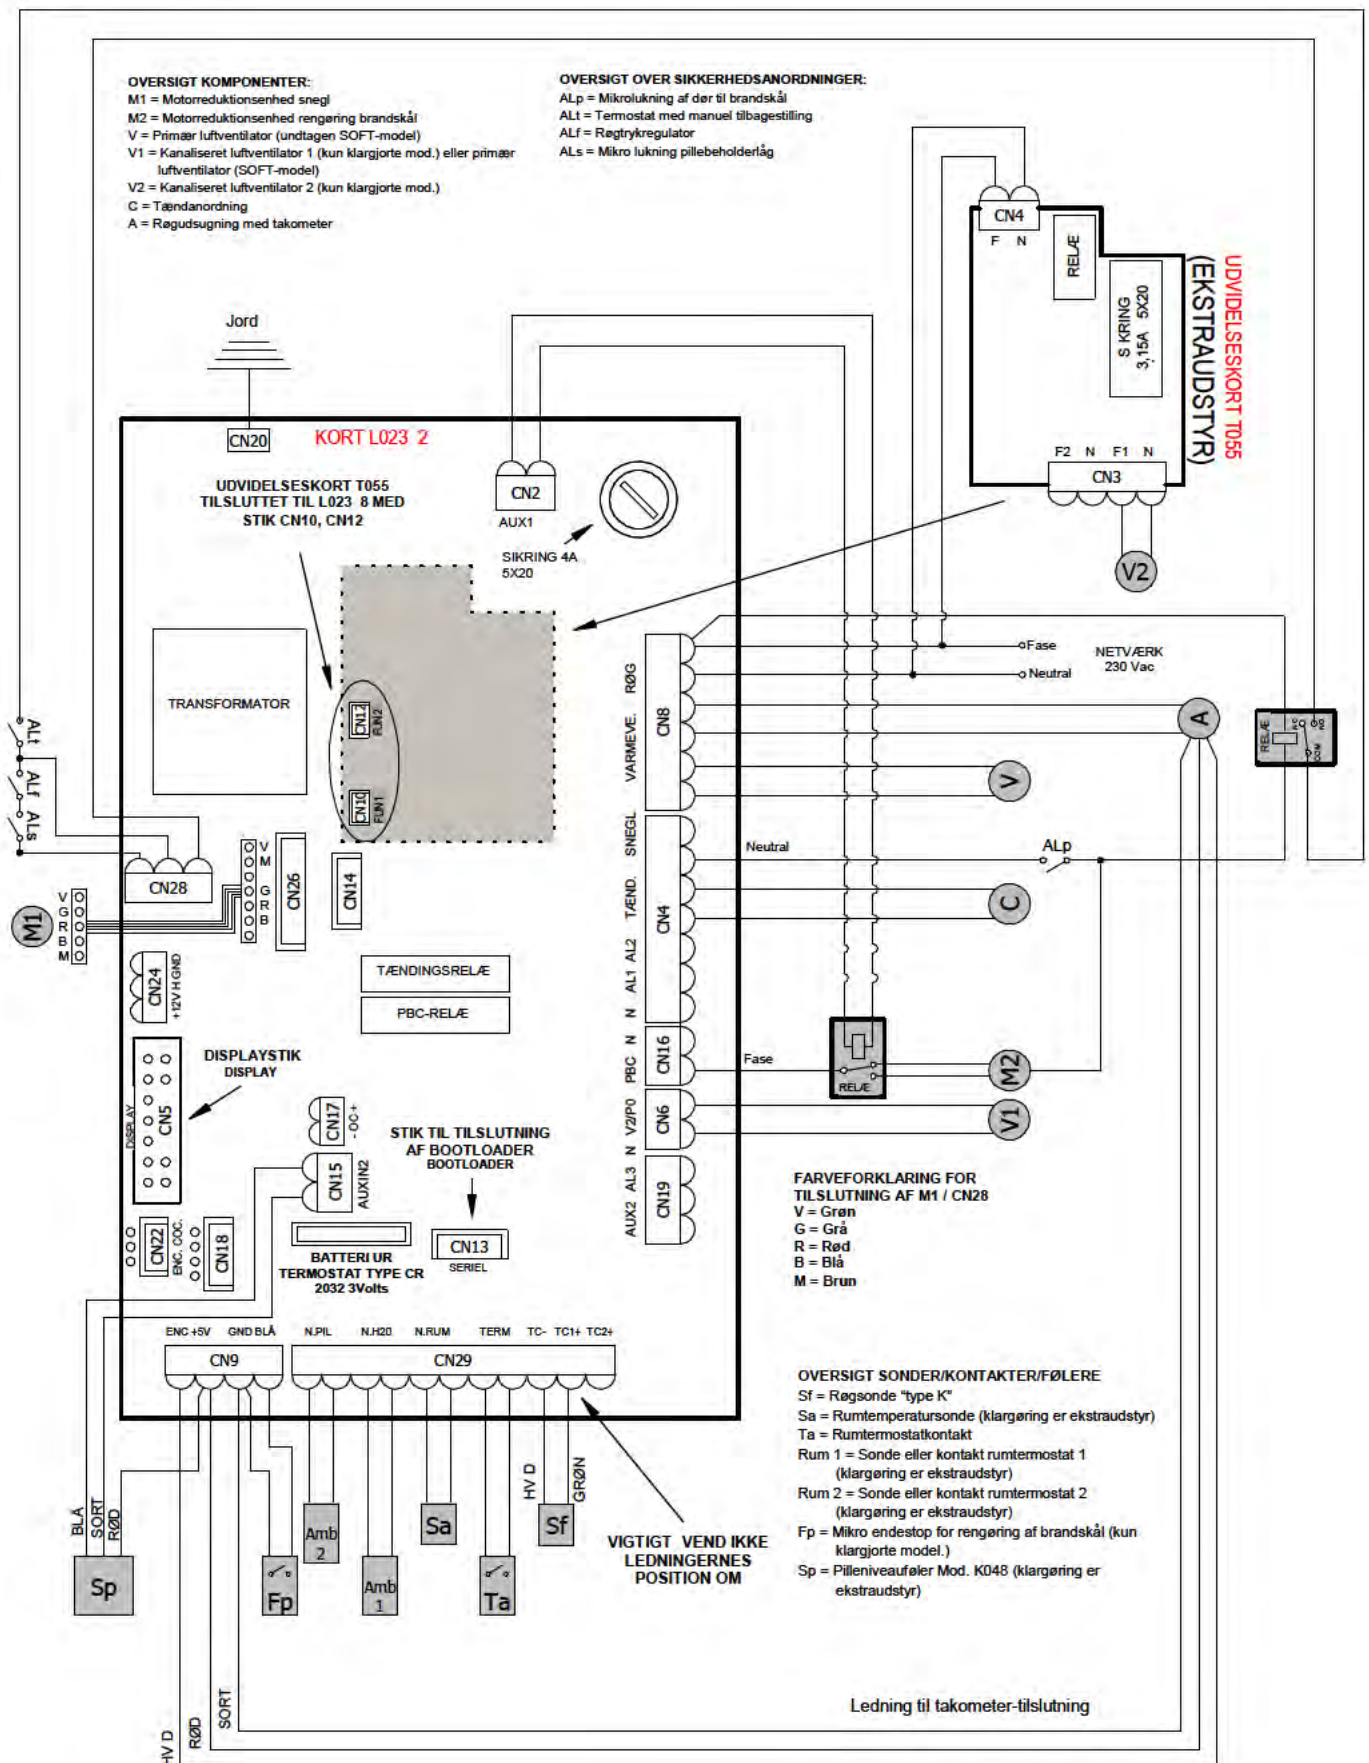 OVERSIGT KOMPONENTER:
M1 = Motorreduktionsenhed snegl
M2 = Motorreduktionsenhed rengøring brandskål
V = Primær luftventilator (undtagen SOFT-model)
V1 = Kanaliseret luftventilator 1 (kun klargjorte mod.) eller primær
luftventilator (SOFT-model)
V2 = Kanaliseret luftventilator 2 (kun klargjorte mod.)
C = Tændanordning
A = Røgudsugning med takometer
OVERSIGT OVER SIKKERHEDSANORDNINGER:
ALp = Mikrolukning af dør til brandskål
ALt = Termostat med manuel tilbagestilling
ALf = Røgtrykregulator
ALs = Mikro lukning pillebeholderlåg
CN4
F N
RELÆ
S KRING
3,15A 5X20
UDVIDELSESKORT T055
(EKSTRAUDSTYR)
F2 N F1 N
CN3
V2
Jord
CN20
KORT L023 2
UDVIDELSESKORT T055
TILSLUTTET TIL L023 8 MED
STIK CN10, CN12
CN2
AUX1
SIKRING 4A
5X20
TRANSFORMATOR
CN12
FUN2
CN10
FUN1
RØG
VARMEVE.
CN8
Fase
Neutral
NETVÆRK
230 Vac
A
RELÆ
NC
NO
COM
V
ALt
ALf
ALs
CN28
V
M
G
R
B
CN26
CN14
M1
V
G
R
B
M
SNEGL
TÆND.
AL2
AL1
N
CN4
Neutral
ALp
C
CN24
+12V H GND
TÆNDINGSRELÆ
PBC-RELÆ
N
PBC
CN16
Fase
RELÆ
M2
DISPLAYSTIK
DISPLAY
DISPLAY
CN5
CN17
- OC +
V2/P0
N
CN6
V1
STIK TIL TILSLUTNING
AF BOOTLOADER
BOOTLOADER
CN15
AUXIN2
AL3
AUX2
CN19
FARVEFORKLARING FOR
TILSLUTNING AF M1 / CN28
V = Grøn
G = Grå
R = Rød
B = Blå
M = Brun
CN22
ENC. COC.
CN18
BATTERI UR
TERMOSTAT TYPE CR
2032 3Volts
CN13
SERIEL
ENC +5V GND BLÅ
N.PIL N.H20 N.RUM TERM TC- TC1+ TC2+
CN9
CN29
OVERSIGT SONDER/KONTAKTER/FØLERE
Sf = Røgsonde "type K"
Sa = Rumtemperatursonde (klargøring er ekstraudstyr)
Ta = Rumtermostatkontakt
Rum 1 = Sonde eller kontakt rumtermostat 1
(klargøring er ekstraudstyr)
Rum 2 = Sonde eller kontakt rumtermostat 2
(klargøring er ekstraudstyr)
Fp = Mikro endestop for rengøring af brandskål (kun
klargjorte model.)
Sp = Pilleniveauføler Mod. K048 (klargøring er
ekstraudstyr)
BLÅ
SORT
RØD
HV D
GRØN
Sp
Fp
Amb
2
Amb
1
Sa
Ta
Sf
VIGTIGT VEND IKKE
LEDNINGERNES
POSITION OM
HV D
RØD
SORT
Ledning til takometer-tilslutning